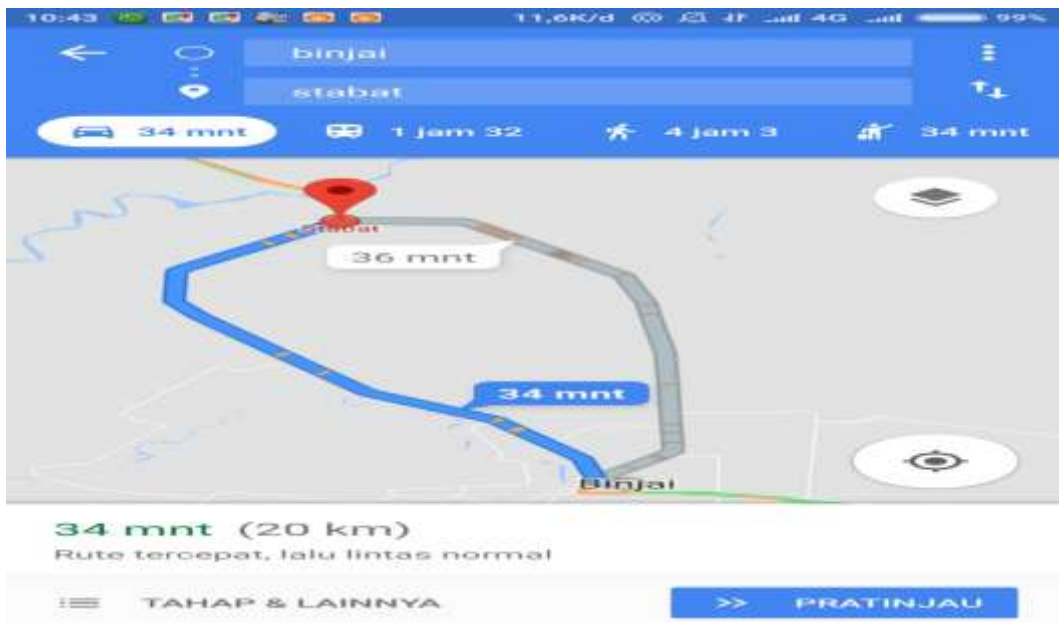 10:43 11,6K/d 4G 99%
binjai
stabat
34 mnt 1 jam 32 4 jam 3 34 mnt
Stabat
36 mnt
34 mnt
Binjai
34 mnt (20 km)
Rute tercepat, lalu lintas normal
TAHAP & LAINNYA >> PRATINJAU